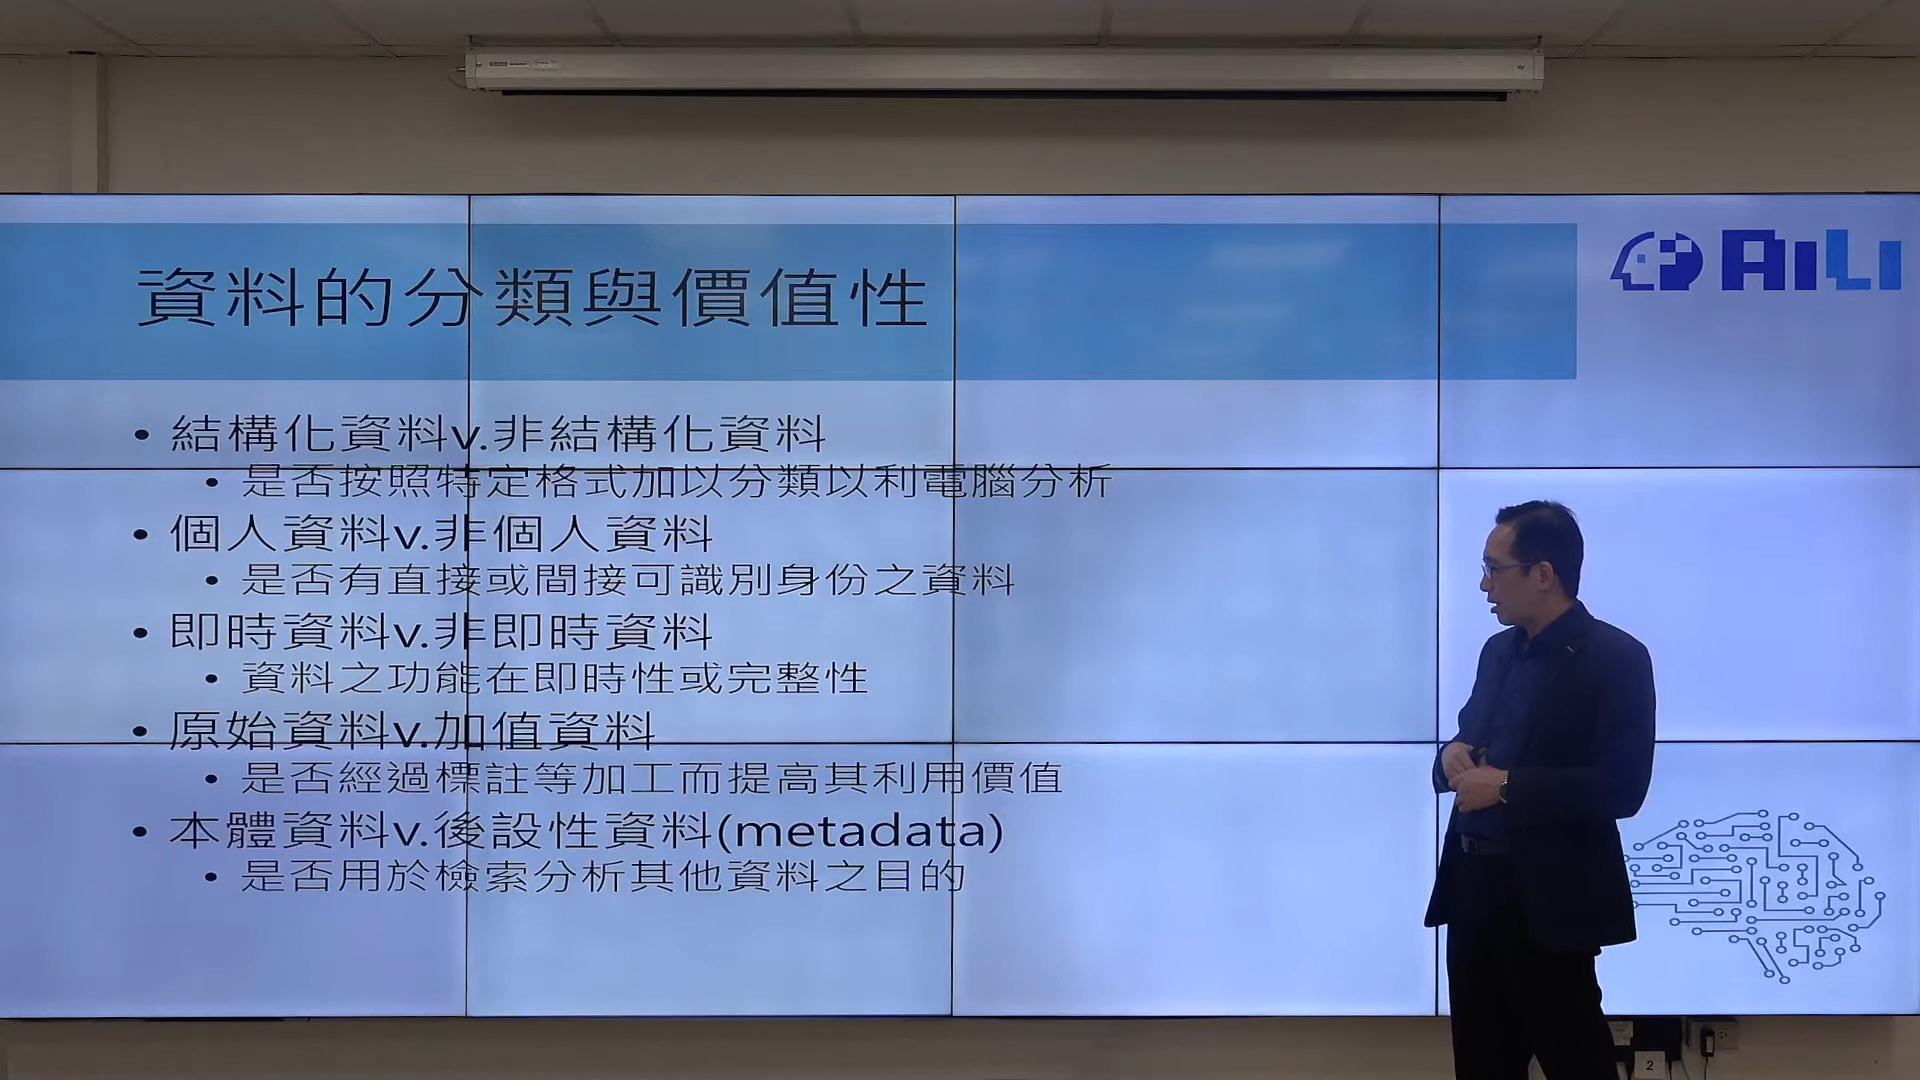 資料的分類與價值性
AILI
• 結構化資料v.非結構化資料
• 是否按照特定格式加以分類以利電腦分析
• 個人資料v.非個人資料
• 是否有直接或間接可識別身份之資料
• 即時資料v.非即時資料
• 資料之功能在即時性或完整性
• 原始資料v.加值資料
• 是否經過標註等加工而提高其利用價值
• 本體資料v.後設性資料(metadata)
• 是否用於檢索分析其他資料之目的
2